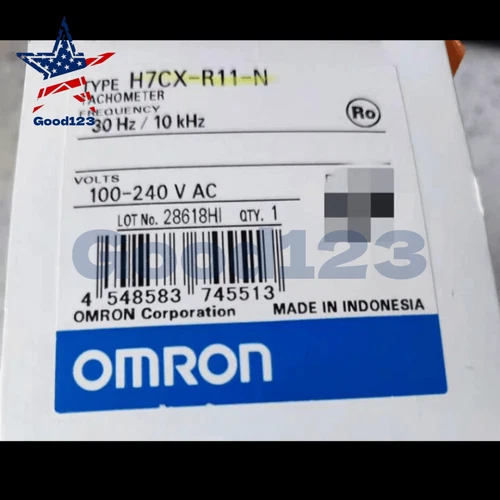 Good123
TYPE H7CX-R11-N
TACHOMETER
FREQUENCY
30 Hz / 10 kHz
Ro
VOLTS
100-240 V AC
LOT No. 28618HI QTY. 1
Good123
4 548583 745513
OMRON Corporation
MADE IN INDONESIA
OMRON